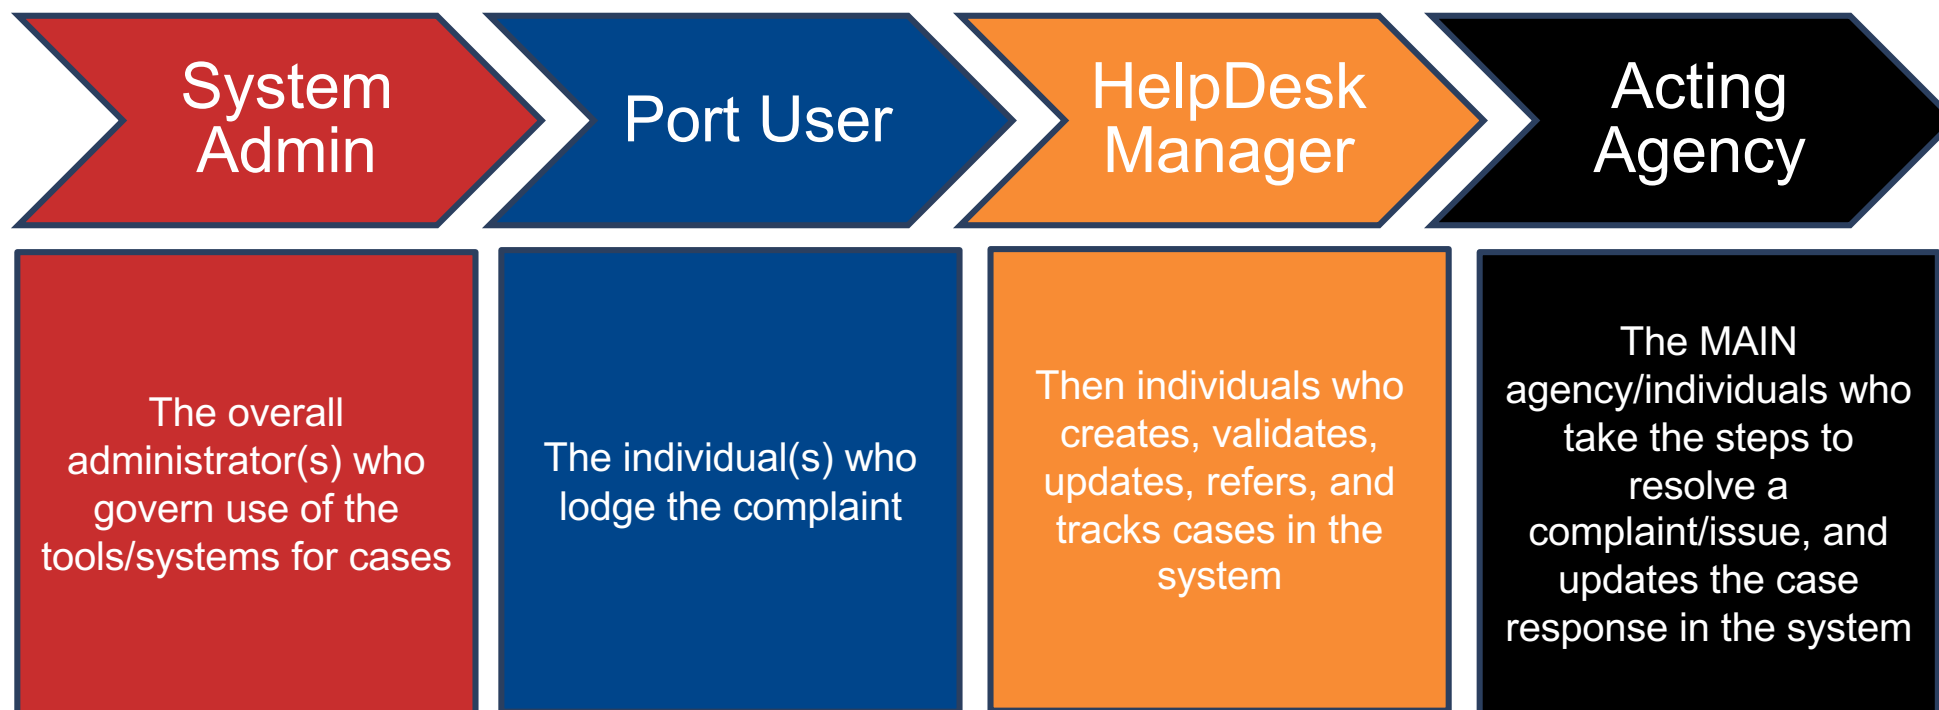 System
Admin
Port User
HelpDesk
Manager
Acting
Agency
The overall
administrator(s) who
govern use of the
tools/systems for cases
The individual(s) who
lodge the complaint
Then individuals who
creates, validates,
updates, refers, and
tracks cases in the
system
The MAIN
agency/individuals who
take the steps to
resolve a
complaint/issue, and
updates the case
response in the system